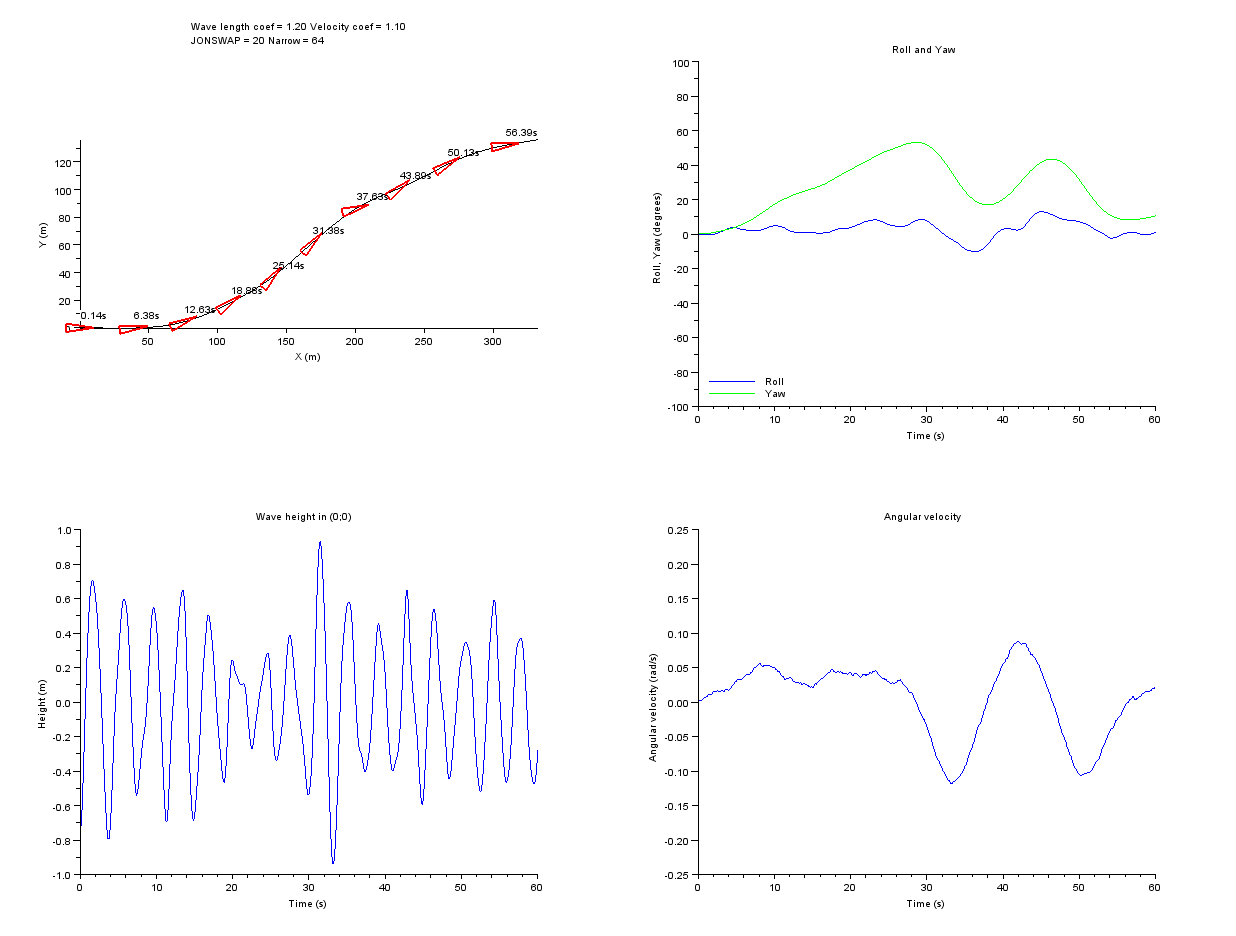 Wave length coef = 1.20 Velocity coef = 1.10
JONSWAP = 20 Narrow = 64
Y (m)
120
100
80
60
40
20
0.14s
6.38s
12.63s
18.88s
25.14s
31.38s
37.63s
43.89s
50.13s
56.39s
50
100
150
200
250
300
X (m)
Roll and Yaw
Roll, Yaw (degrees)
100
80
60
40
20
0
-20
-40
-60
-80
-100
Roll
Yaw
0
10
20
30
40
50
60
Time (s)
Wave height in (0;0)
Height (m)
1.0
0.8
0.6
0.4
0.2
0.0
-0.2
-0.4
-0.6
-0.8
-1.0
0
10
20
30
40
50
60
Time (s)
Angular velocity
Angular velocity (rad/s)
0.25
0.20
0.15
0.10
0.05
0.00
-0.05
-0.10
-0.15
-0.20
-0.25
0
10
20
30
40
50
60
Time (s)